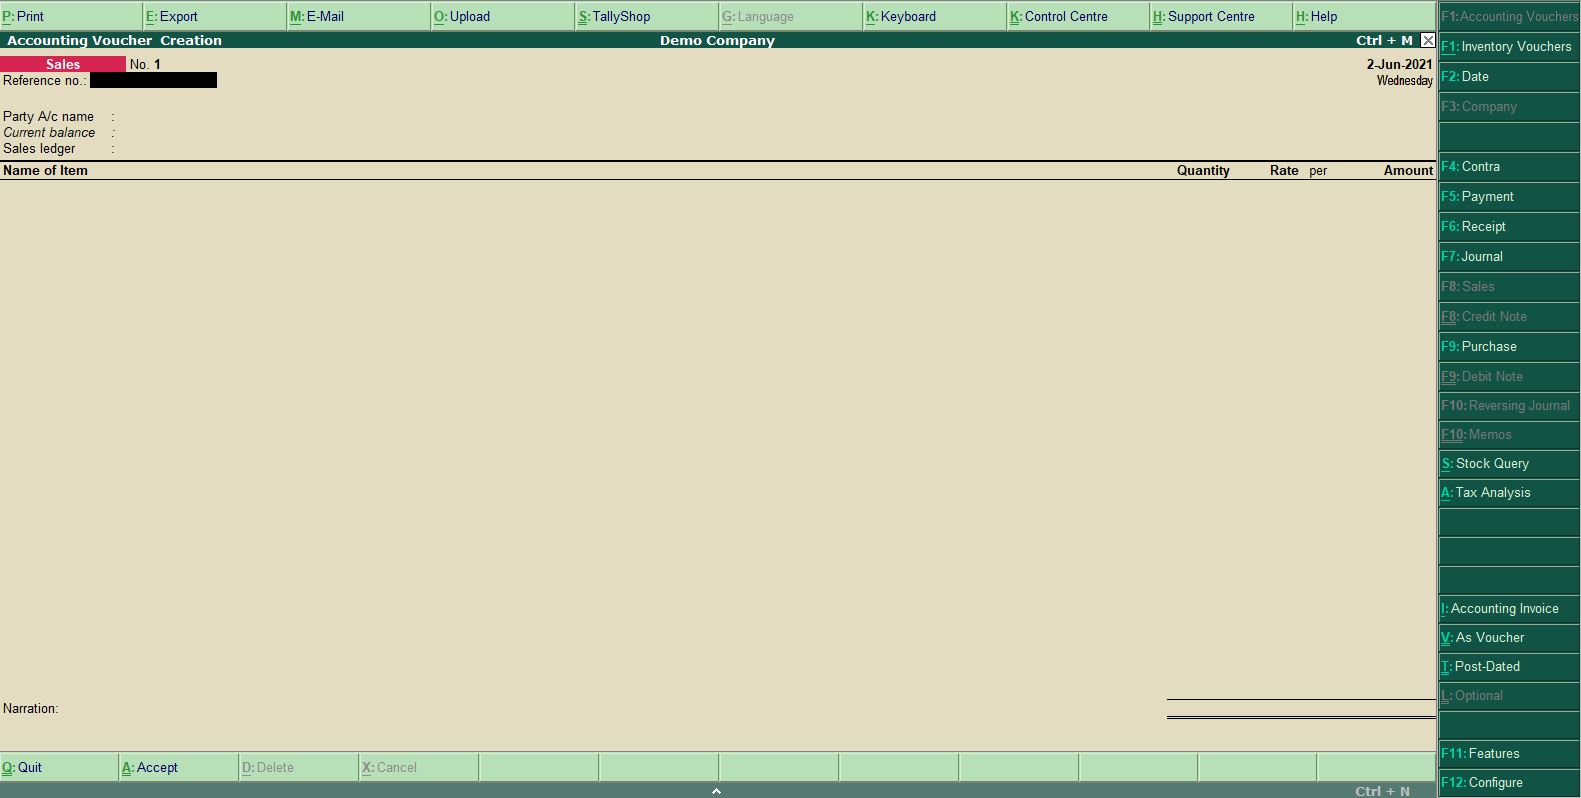 P: Print E: Export M: E-Mail O: Upload S: TallyShop G: Language K: Keyboard K: Control Centre H: Support Centre H: Help
Accounting Voucher Creation Demo Company Ctrl + M
Sales No. 1 2-Jun-2021
Reference no.: Wednesday
Party A/c name :
Current balance :
Sales ledger :
Name of Item Quantity Rate per Amount
Narration:
Q: Quit A: Accept D: Delete X: Cancel
Ctrl + N
F1: Accounting Vouchers
F1: Inventory Vouchers
F2: Date
F3: Company
F4: Contra
F5: Payment
F6: Receipt
F7: Journal
F8: Sales
F8: Credit Note
F9: Purchase
F9: Debit Note
F10: Reversing Journal
F10: Memos
S: Stock Query
A: Tax Analysis
I: Accounting Invoice
V: As Voucher
T: Post-Dated
L: Optional
F11: Features
F12: Configure